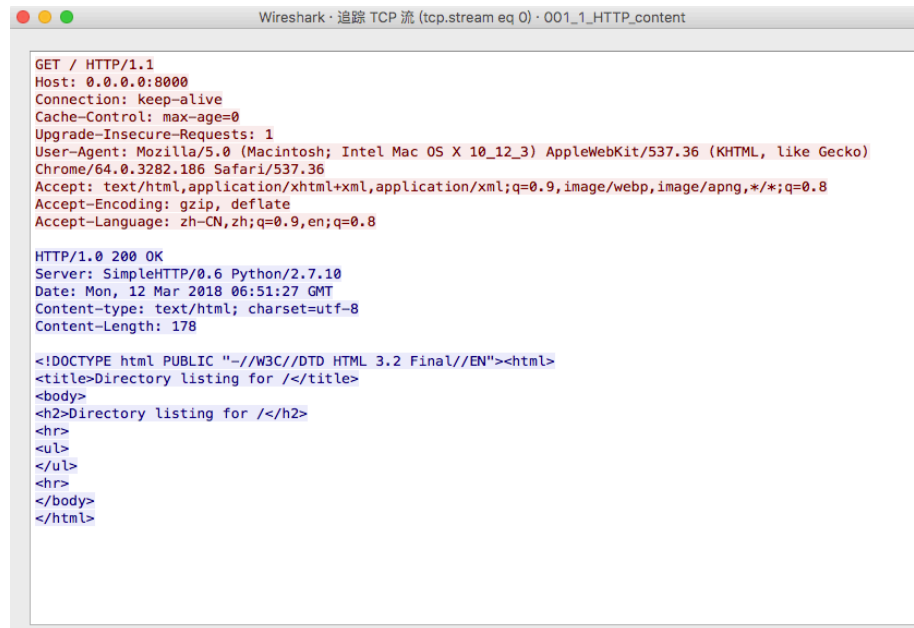 Wireshark · 追踪 TCP 流 (tcp.stream eq 0) · 001_1_HTTP_content
GET / HTTP/1.1
Host: 0.0.0.0:8000
Connection: keep-alive
Cache-Control: max-age=0
Upgrade-Insecure-Requests: 1
User-Agent: Mozilla/5.0 (Macintosh; Intel Mac OS X 10_12_3) AppleWebKit/537.36 (KHTML, like Gecko)
Chrome/64.0.3282.186 Safari/537.36
Accept: text/html,application/xhtml+xml,application/xml;q=0.9,image/webp,image/apng,*/*;q=0.8
Accept-Encoding: gzip, deflate
Accept-Language: zh-CN,zh;q=0.9,en;q=0.8

HTTP/1.0 200 OK
Server: SimpleHTTP/0.6 Python/2.7.10
Date: Mon, 12 Mar 2018 06:51:27 GMT
Content-type: text/html; charset=utf-8
Content-Length: 178

<!DOCTYPE html PUBLIC "-//W3C//DTD HTML 3.2 Final//EN"><html>
<title>Directory listing for /</title>
<body>
<h2>Directory listing for /</h2>
<hr>
<ul>
</ul>
<hr>
</body>
</html>